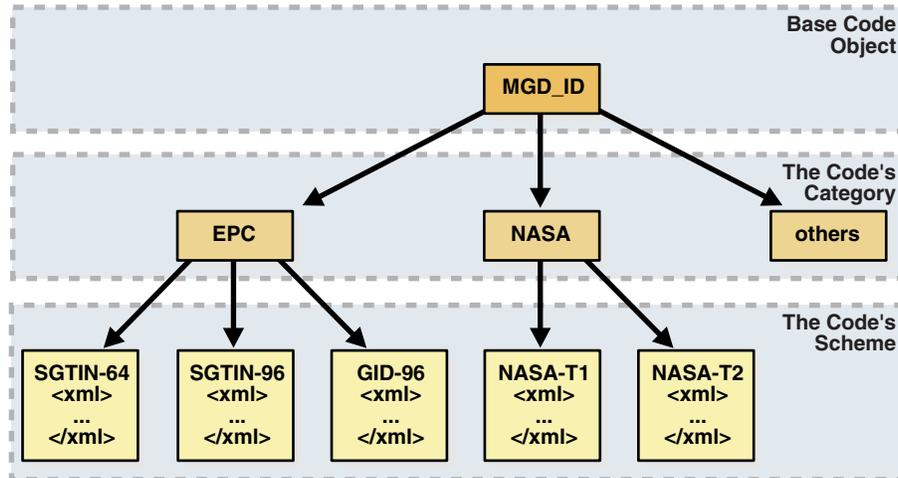 Base Code
Object
MGD_ID
The Code's
Category
EPC
NASA
others
The Code's
Scheme
SGTIN-64
<xml>
...
</xml>
SGTIN-96
<xml>
...
</xml>
GID-96
<xml>
...
</xml>
NASA-T1
<xml>
...
</xml>
NASA-T2
<xml>
...
</xml>